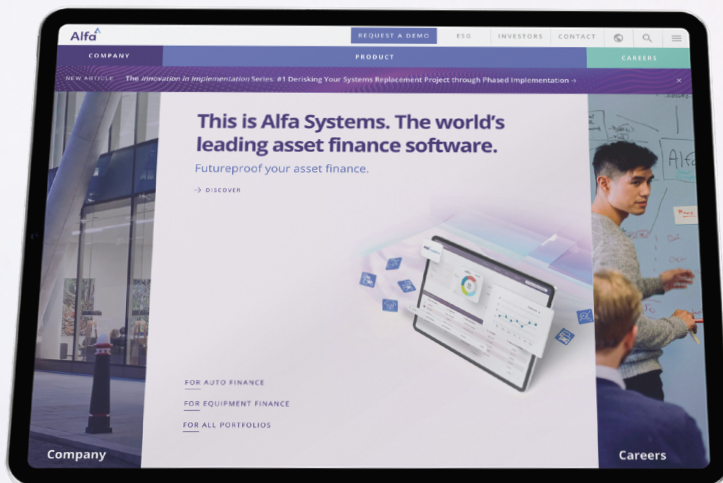 Alfa
REQUEST A DEMO
ESG
INVESTORS
CONTACT
COMPANY
PRODUCT
CAREERS
NEW ARTICLE The Innovation in Implementation Series: #1 Derisking Your Systems Replacement Project through Phased Implementation →
This is Alfa Systems. The world's
leading asset finance software.
Futureproof your asset finance.
→ DISCOVER
Alfa
FOR AUTO FINANCE
FOR EQUIPMENT FINANCE
FOR ALL PORTFOLIOS
Company
Careers